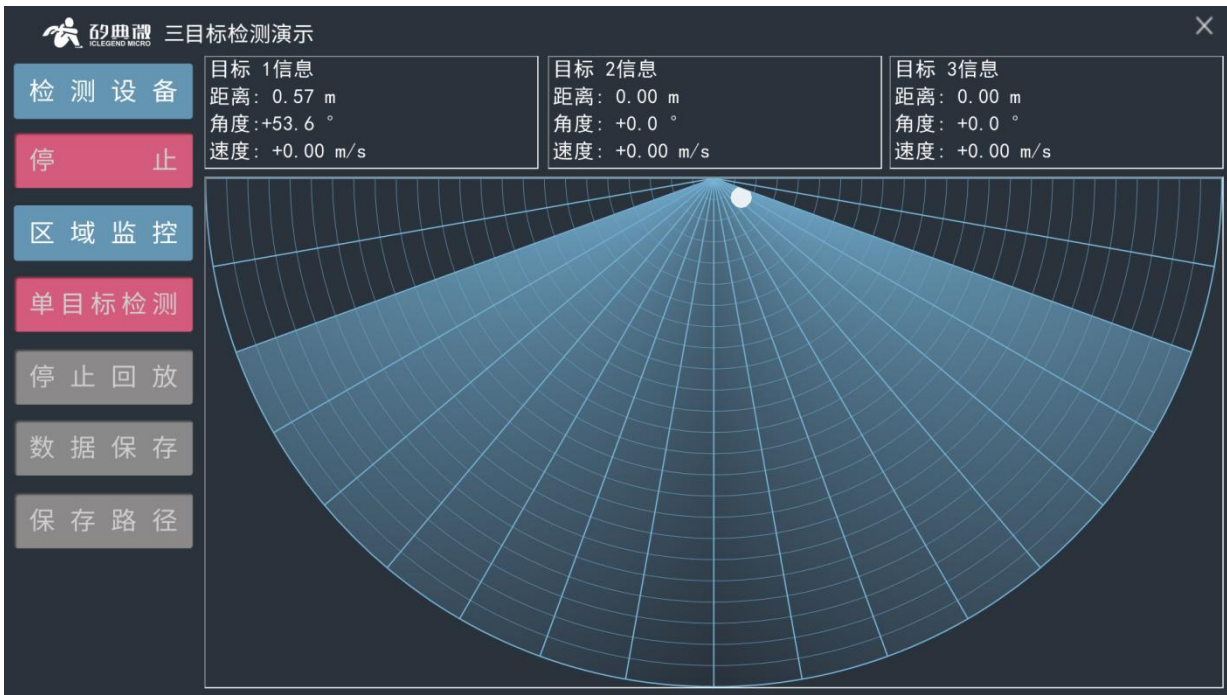 矽典微 ICLEGEND MICRO 三目标检测演示 ×
检测设备
停止
区域监控
单目标检测
停止回放
数据保存
保存路径
目标 1信息
距离: 0.57 m
角度:+53.6 °
速度: +0.00 m/s
目标 2信息
距离: 0.00 m
角度: +0.0 °
速度: +0.00 m/s
目标 3信息
距离: 0.00 m
角度: +0.0 °
速度: +0.00 m/s